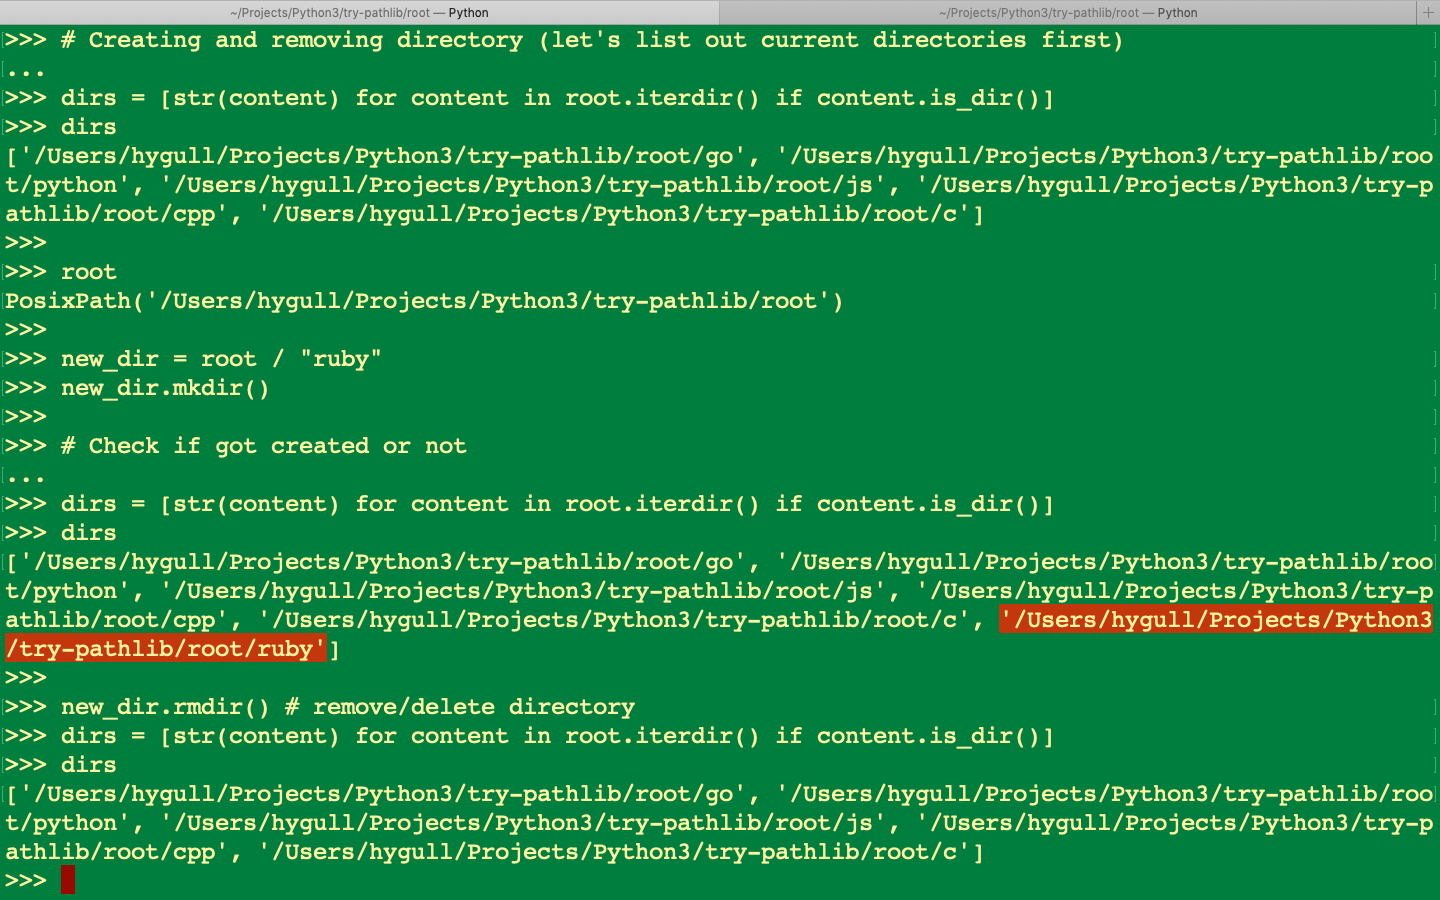 ~/Projects/Python3/try-pathlib/root — Python
~/Projects/Python3/try-pathlib/root — Python
>>> # Creating and removing directory (let's list out current directories first)
...
>>> dirs = [str(content) for content in root.iterdir() if content.is_dir()]
>>> dirs
['/Users/hygull/Projects/Python3/try-pathlib/root/go', '/Users/hygull/Projects/Python3/try-pathlib/roo
t/python', '/Users/hygull/Projects/Python3/try-pathlib/root/js', '/Users/hygull/Projects/Python3/try-p
athlib/root/cpp', '/Users/hygull/Projects/Python3/try-pathlib/root/c']
>>>
>>> root
PosixPath('/Users/hygull/Projects/Python3/try-pathlib/root')
>>>
>>> new_dir = root / "ruby"
>>> new_dir.mkdir()
>>>
>>> # Check if got created or not
...
>>> dirs = [str(content) for content in root.iterdir() if content.is_dir()]
>>> dirs
['/Users/hygull/Projects/Python3/try-pathlib/root/go', '/Users/hygull/Projects/Python3/try-pathlib/roo
t/python', '/Users/hygull/Projects/Python3/try-pathlib/root/js', '/Users/hygull/Projects/Python3/try-p
athlib/root/cpp', '/Users/hygull/Projects/Python3/try-pathlib/root/c', '/Users/hygull/Projects/Python3
/try-pathlib/root/ruby']
>>>
>>> new_dir.rmdir() # remove/delete directory
>>> dirs = [str(content) for content in root.iterdir() if content.is_dir()]
>>> dirs
['/Users/hygull/Projects/Python3/try-pathlib/root/go', '/Users/hygull/Projects/Python3/try-pathlib/roo
t/python', '/Users/hygull/Projects/Python3/try-pathlib/root/js', '/Users/hygull/Projects/Python3/try-p
athlib/root/cpp', '/Users/hygull/Projects/Python3/try-pathlib/root/c']
>>>